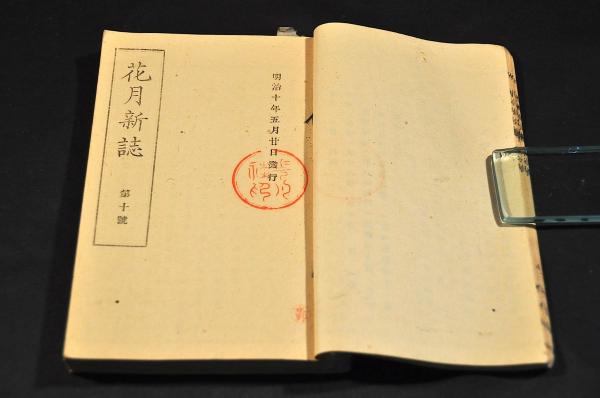 明治十年五月廿日發行
花月新誌
第十號